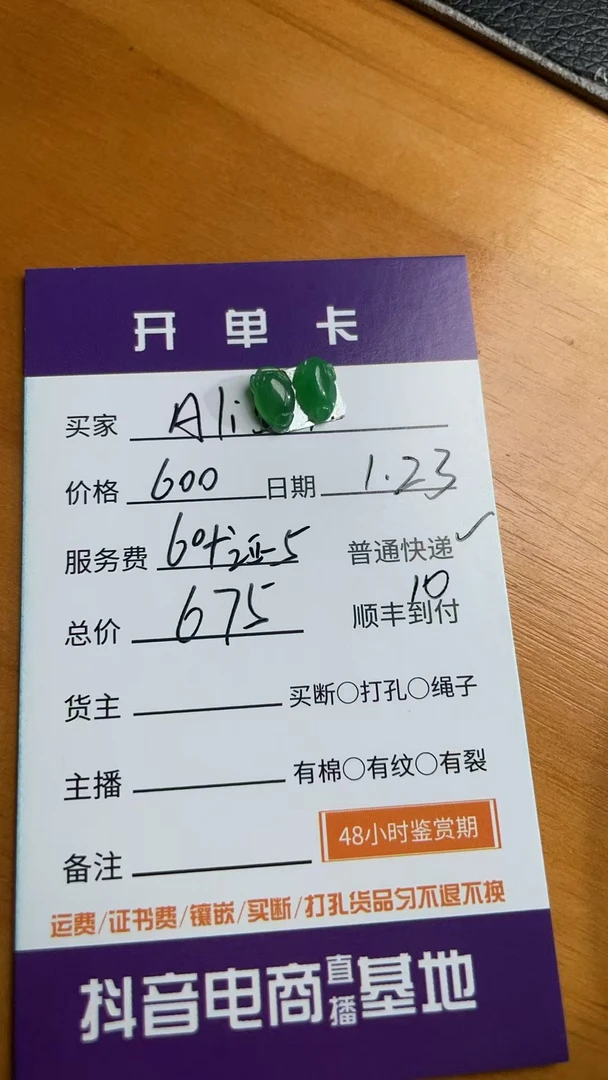 开单卡
买家 Ali
价格 600 日期 1.23
服务费 60 证5 普通快递 ✓
10
总价 675 顺丰到付
货主 买断○打孔○绳子
主播 有棉○有纹○有裂
备注 48小时鉴赏期
运费/证书费/镶嵌/买断/打孔货品匀不退不换
抖音电商直播基地